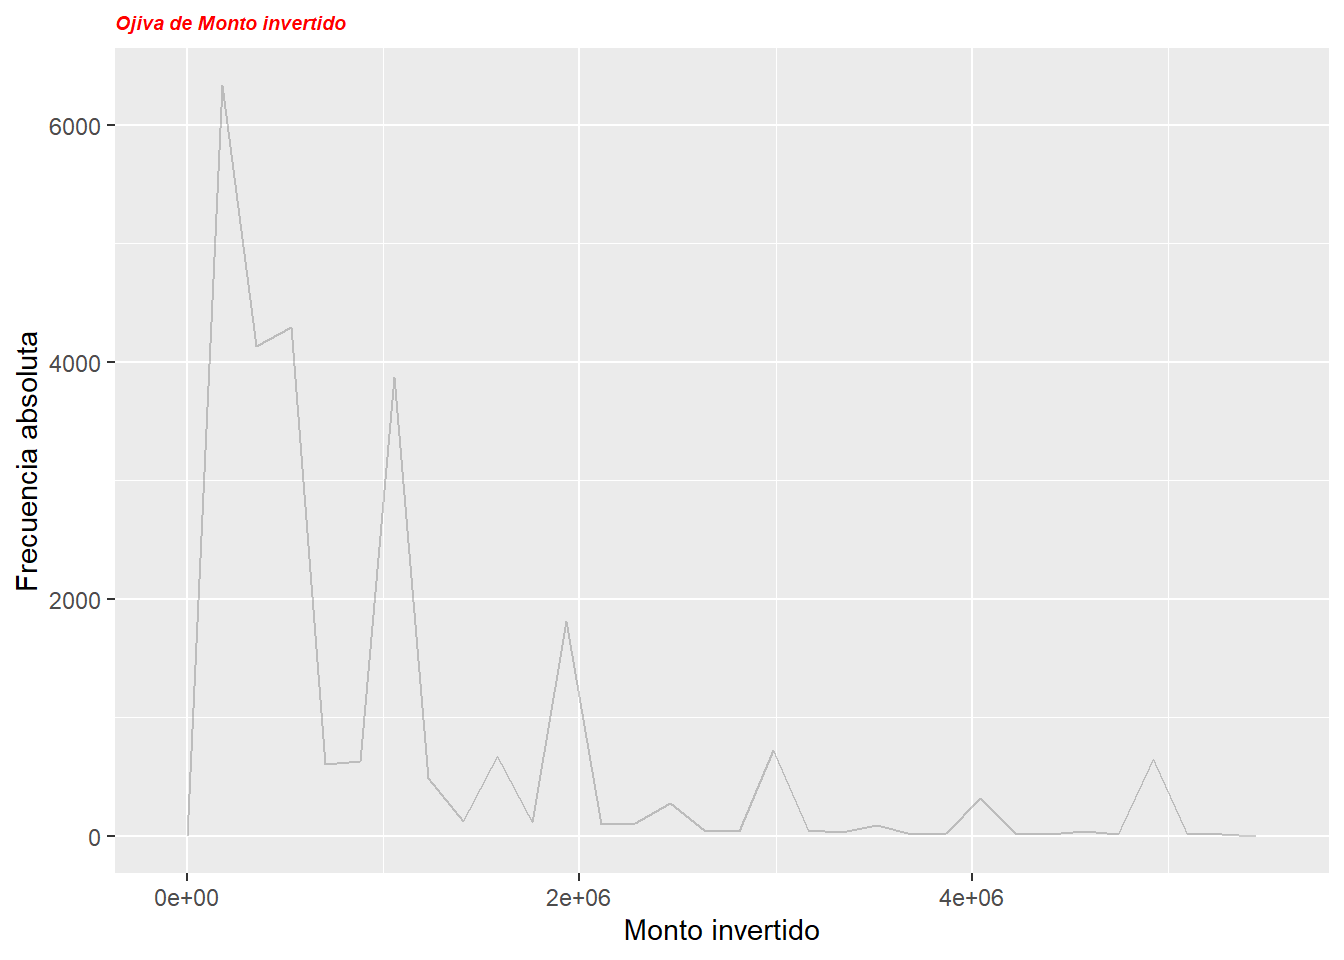 Ojiva de Monto invertido
6000
4000
2000
0
Frecuencia absoluta
0e+00 2e+06 4e+06
Monto invertido